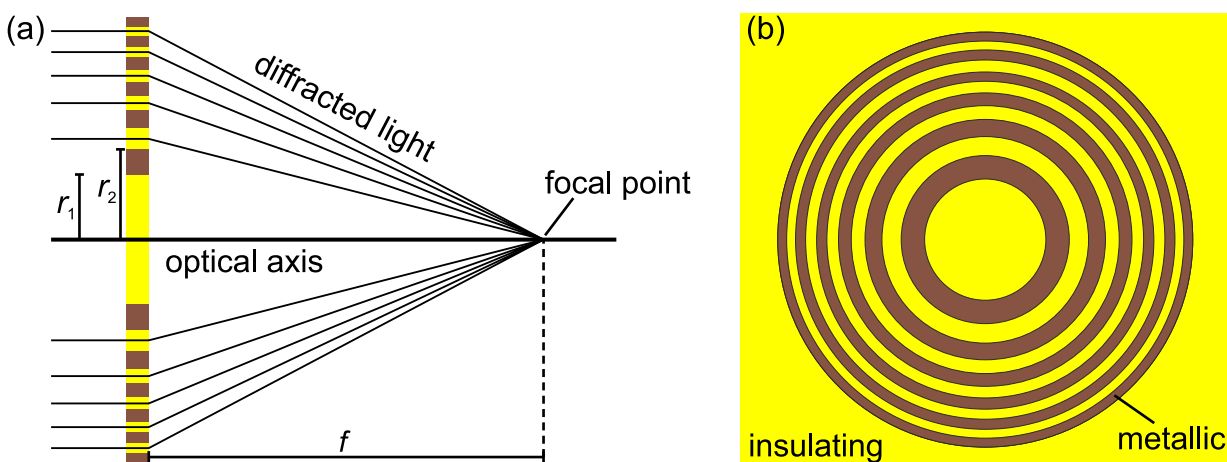 (a)
diffracted light
r1
r2
focal point
optical axis
f
(b)
insulating
metallic